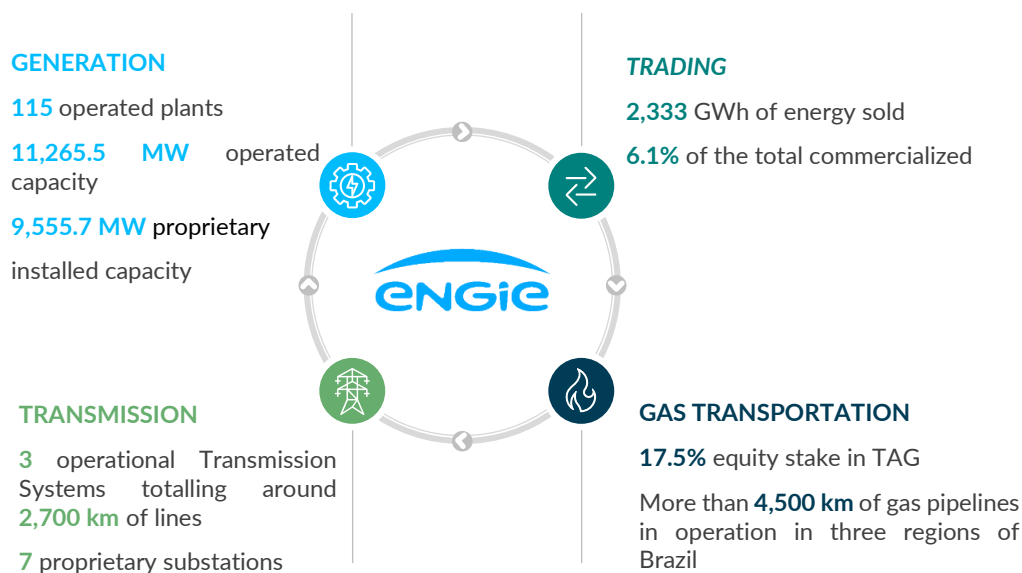 GENERATION
115 operated plants
11,265.5 MW operated
capacity
9,555.7 MW proprietary
installed capacity
TRADING
2,333 GWh of energy sold
6.1% of the total commercialized
eNGie
TRANSMISSION
3 operational Transmission
Systems totalling around
2,700 km of lines
7 proprietary substations
GAS TRANSPORTATION
17.5% equity stake in TAG
More than 4,500 km of gas pipelines
in operation in three regions of
Brazil